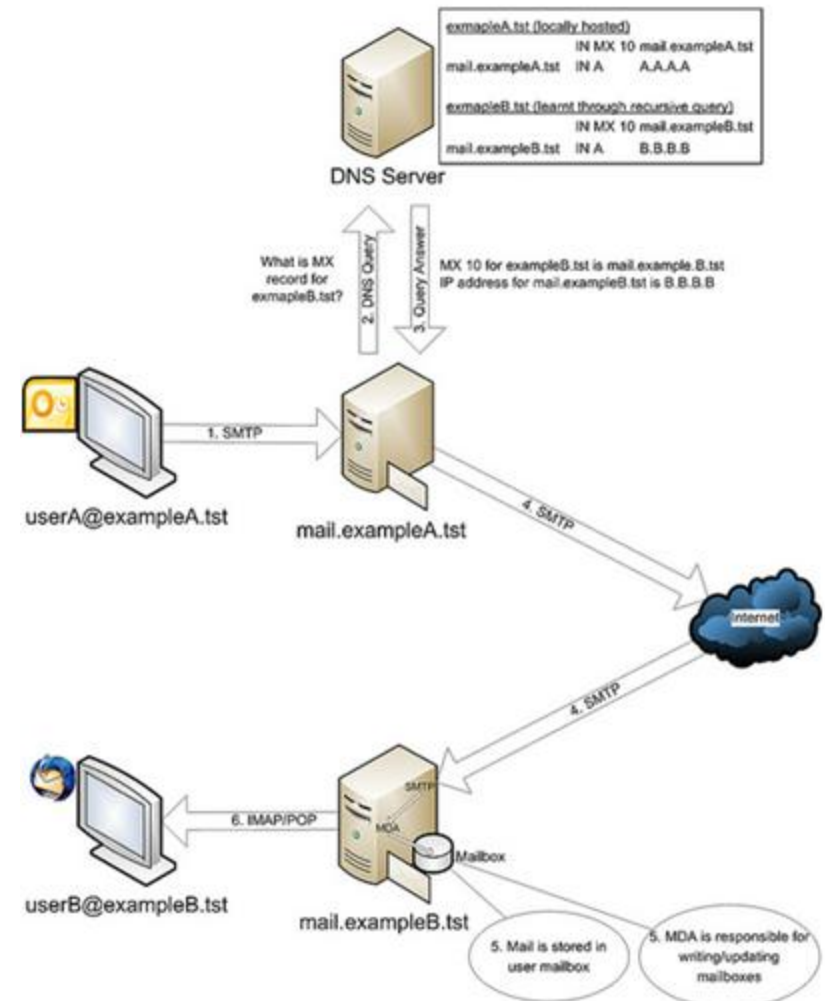 exmapleA.tst (locally hosted)
IN MX 10 mail.exampleA.tst
mail.exampleA.tst IN A A.A.A.A
exmapleB.tst (learnt through recursive query)
IN MX 10 mail.exampleB.tst
mail.exampleB.tst IN A B.B.B.B
DNS Server
What is MX
record for
exmapleB.tst?
2. DNS Query
3. Query Answer
MX 10 for exampleB.tst is mail.example.B.tst
IP address for mail.exampleB.tst is B.B.B.B
1. SMTP
userA@exampleA.tst
mail.exampleA.tst
4. SMTP
Internet
4. SMTP
SMTP
MDA
Mailbox
6. IMAP/POP
userB@exampleB.tst
mail.exampleB.tst
5. Mail is stored in
user mailbox
5. MDA is responsible for
writing/updating
mailboxes